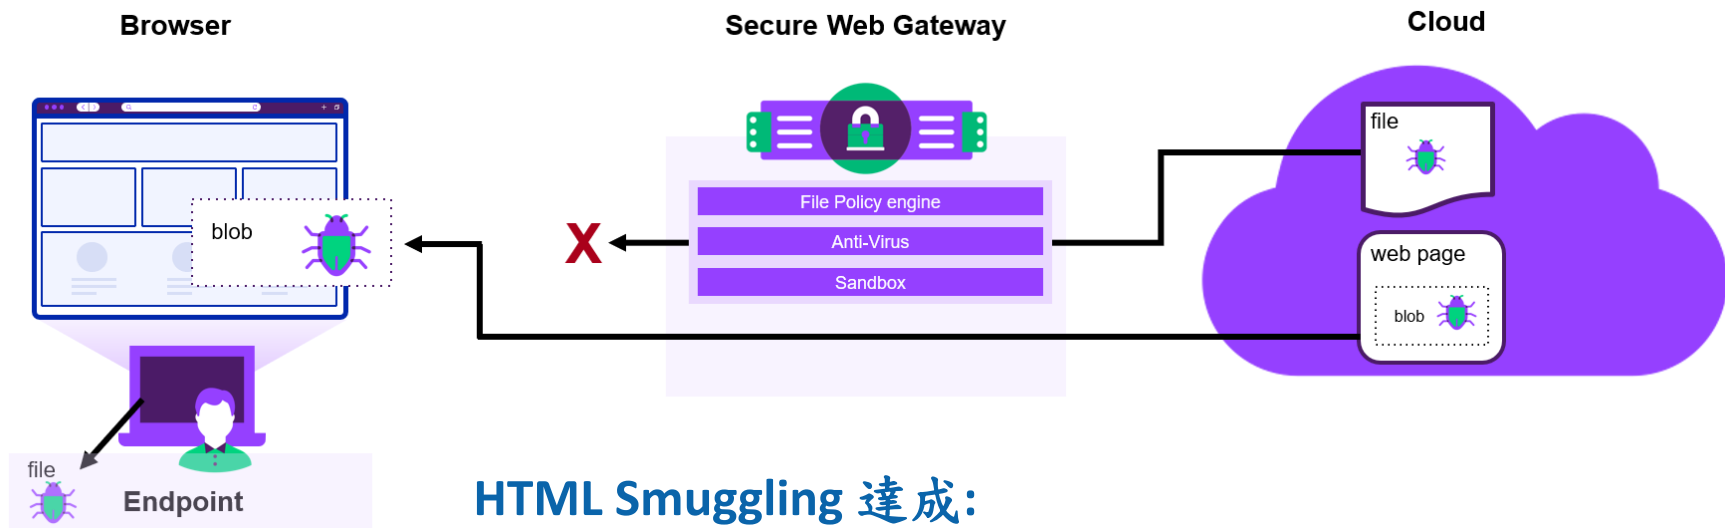 Browser
Secure Web Gateway
Cloud
file
File Policy engine
blob
Anti-Virus
X
web page
Sandbox
blob
file
Endpoint
HTML Smuggling 達成: